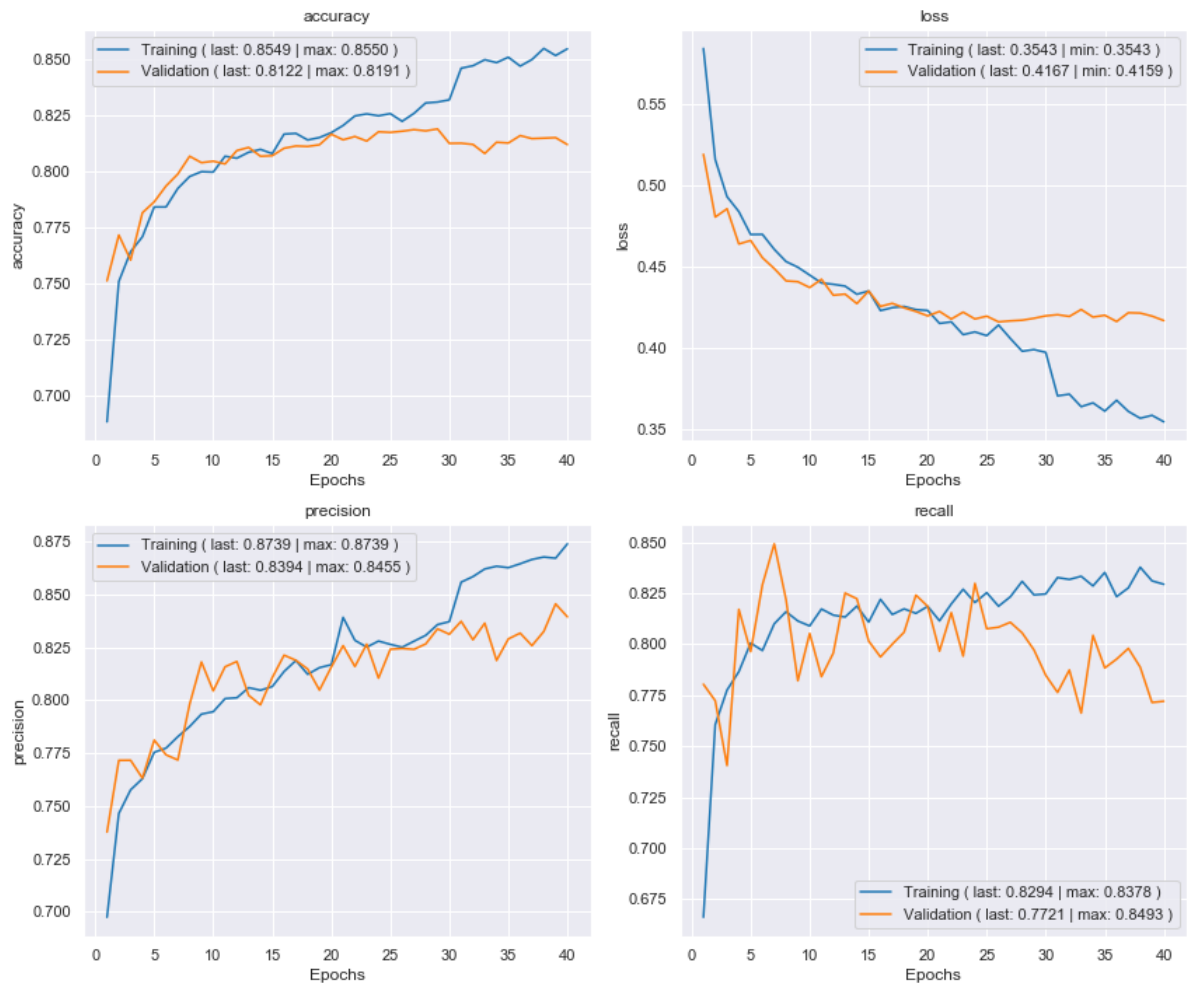 accuracy
Training ( last: 0.8549 | max: 0.8550 )
Validation ( last: 0.8122 | max: 0.8191 )
0.850
0.825
0.800
0.775
0.750
0.725
0.700
accuracy
0 5 10 15 20 25 30 35 40
Epochs
loss
Training ( last: 0.3543 | min: 0.3543 )
Validation ( last: 0.4167 | min: 0.4159 )
0.55
0.50
0.45
0.40
0.35
loss
0 5 10 15 20 25 30 35 40
Epochs
precision
Training ( last: 0.8739 | max: 0.8739 )
Validation ( last: 0.8394 | max: 0.8455 )
0.875
0.850
0.825
0.800
0.775
0.750
0.725
0.700
precision
0 5 10 15 20 25 30 35 40
Epochs
recall
0.850
0.825
0.800
0.775
0.750
0.725
0.700
0.675
recall
Training ( last: 0.8294 | max: 0.8378 )
Validation ( last: 0.7721 | max: 0.8493 )
0 5 10 15 20 25 30 35 40
Epochs